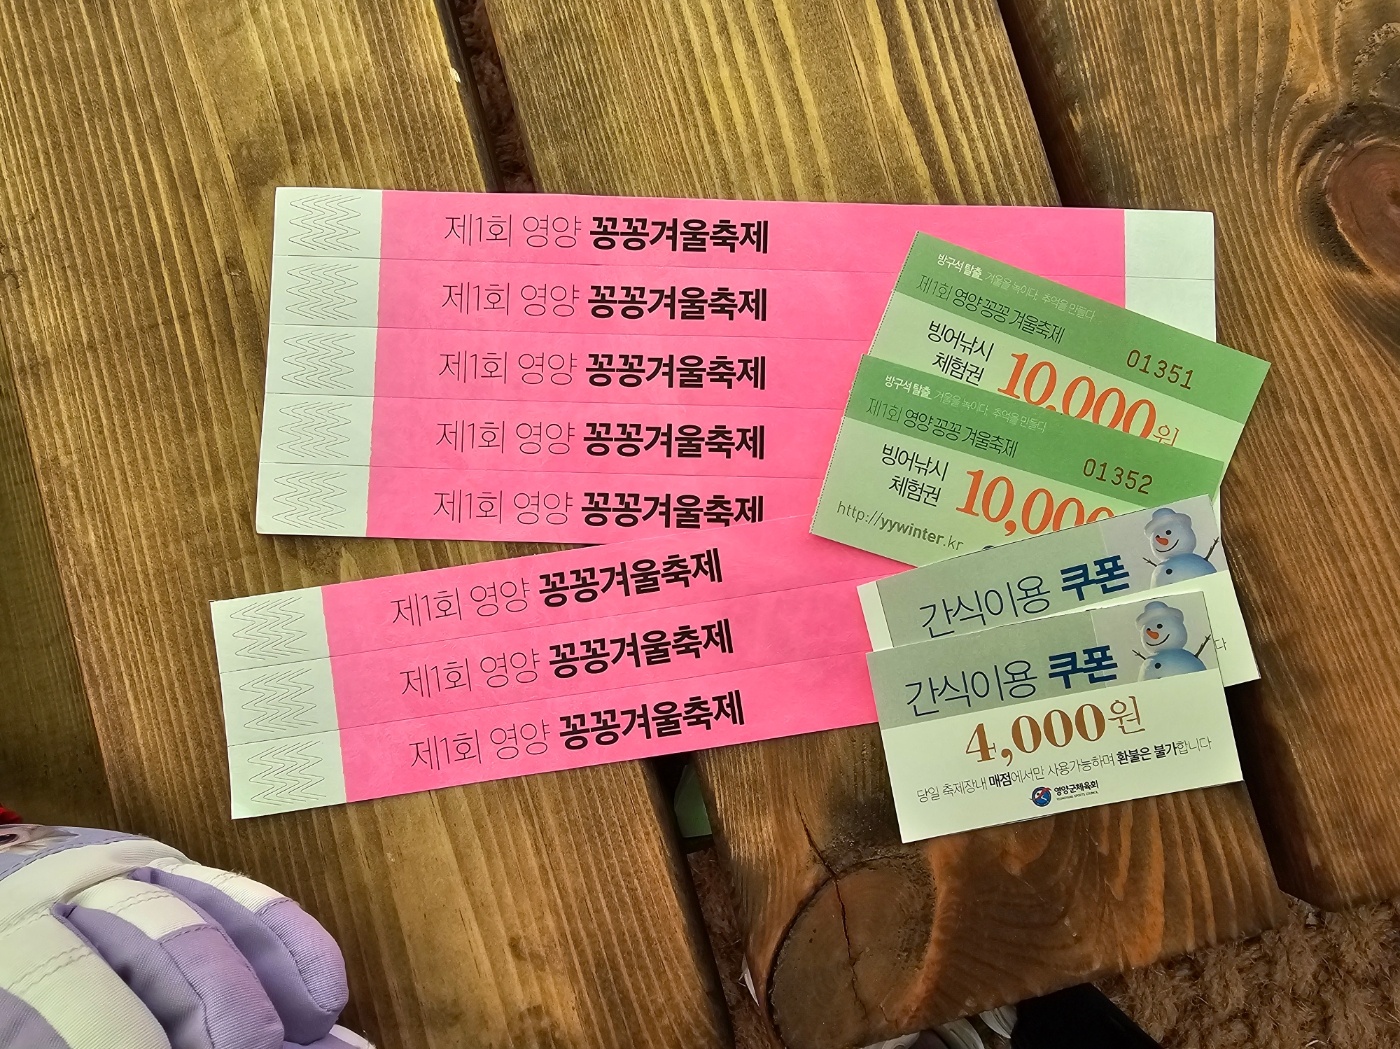 제1회 영양 꽁꽁겨울축제
제1회 영양 꽁꽁겨울축제
제1회 영양 꽁꽁겨울축제
제1회 영양 꽁꽁겨울축제
제1회 영양 꽁꽁겨울축제
제1회 영양 꽁꽁겨울축제
제1회 영양 꽁꽁겨울축제
제1회 영양 꽁꽁겨울축제
방구석 탈출, 겨울을 녹이다, 추억을 만들다
제1회 영양 꽁꽁 겨울축제
01351
빙어낚시
체험권
10,000원
방구석 탈출, 겨울을 녹이다, 추억을 만들다
제1회 영양 꽁꽁 겨울축제
01352
빙어낚시
체험권
10,000
http://yywinter.kr
간식이용 쿠폰
다
간식이용 쿠폰
4,000원
당일 축제장내 매점에서만 사용가능하며 환불은 불가합니다
영양군체육회